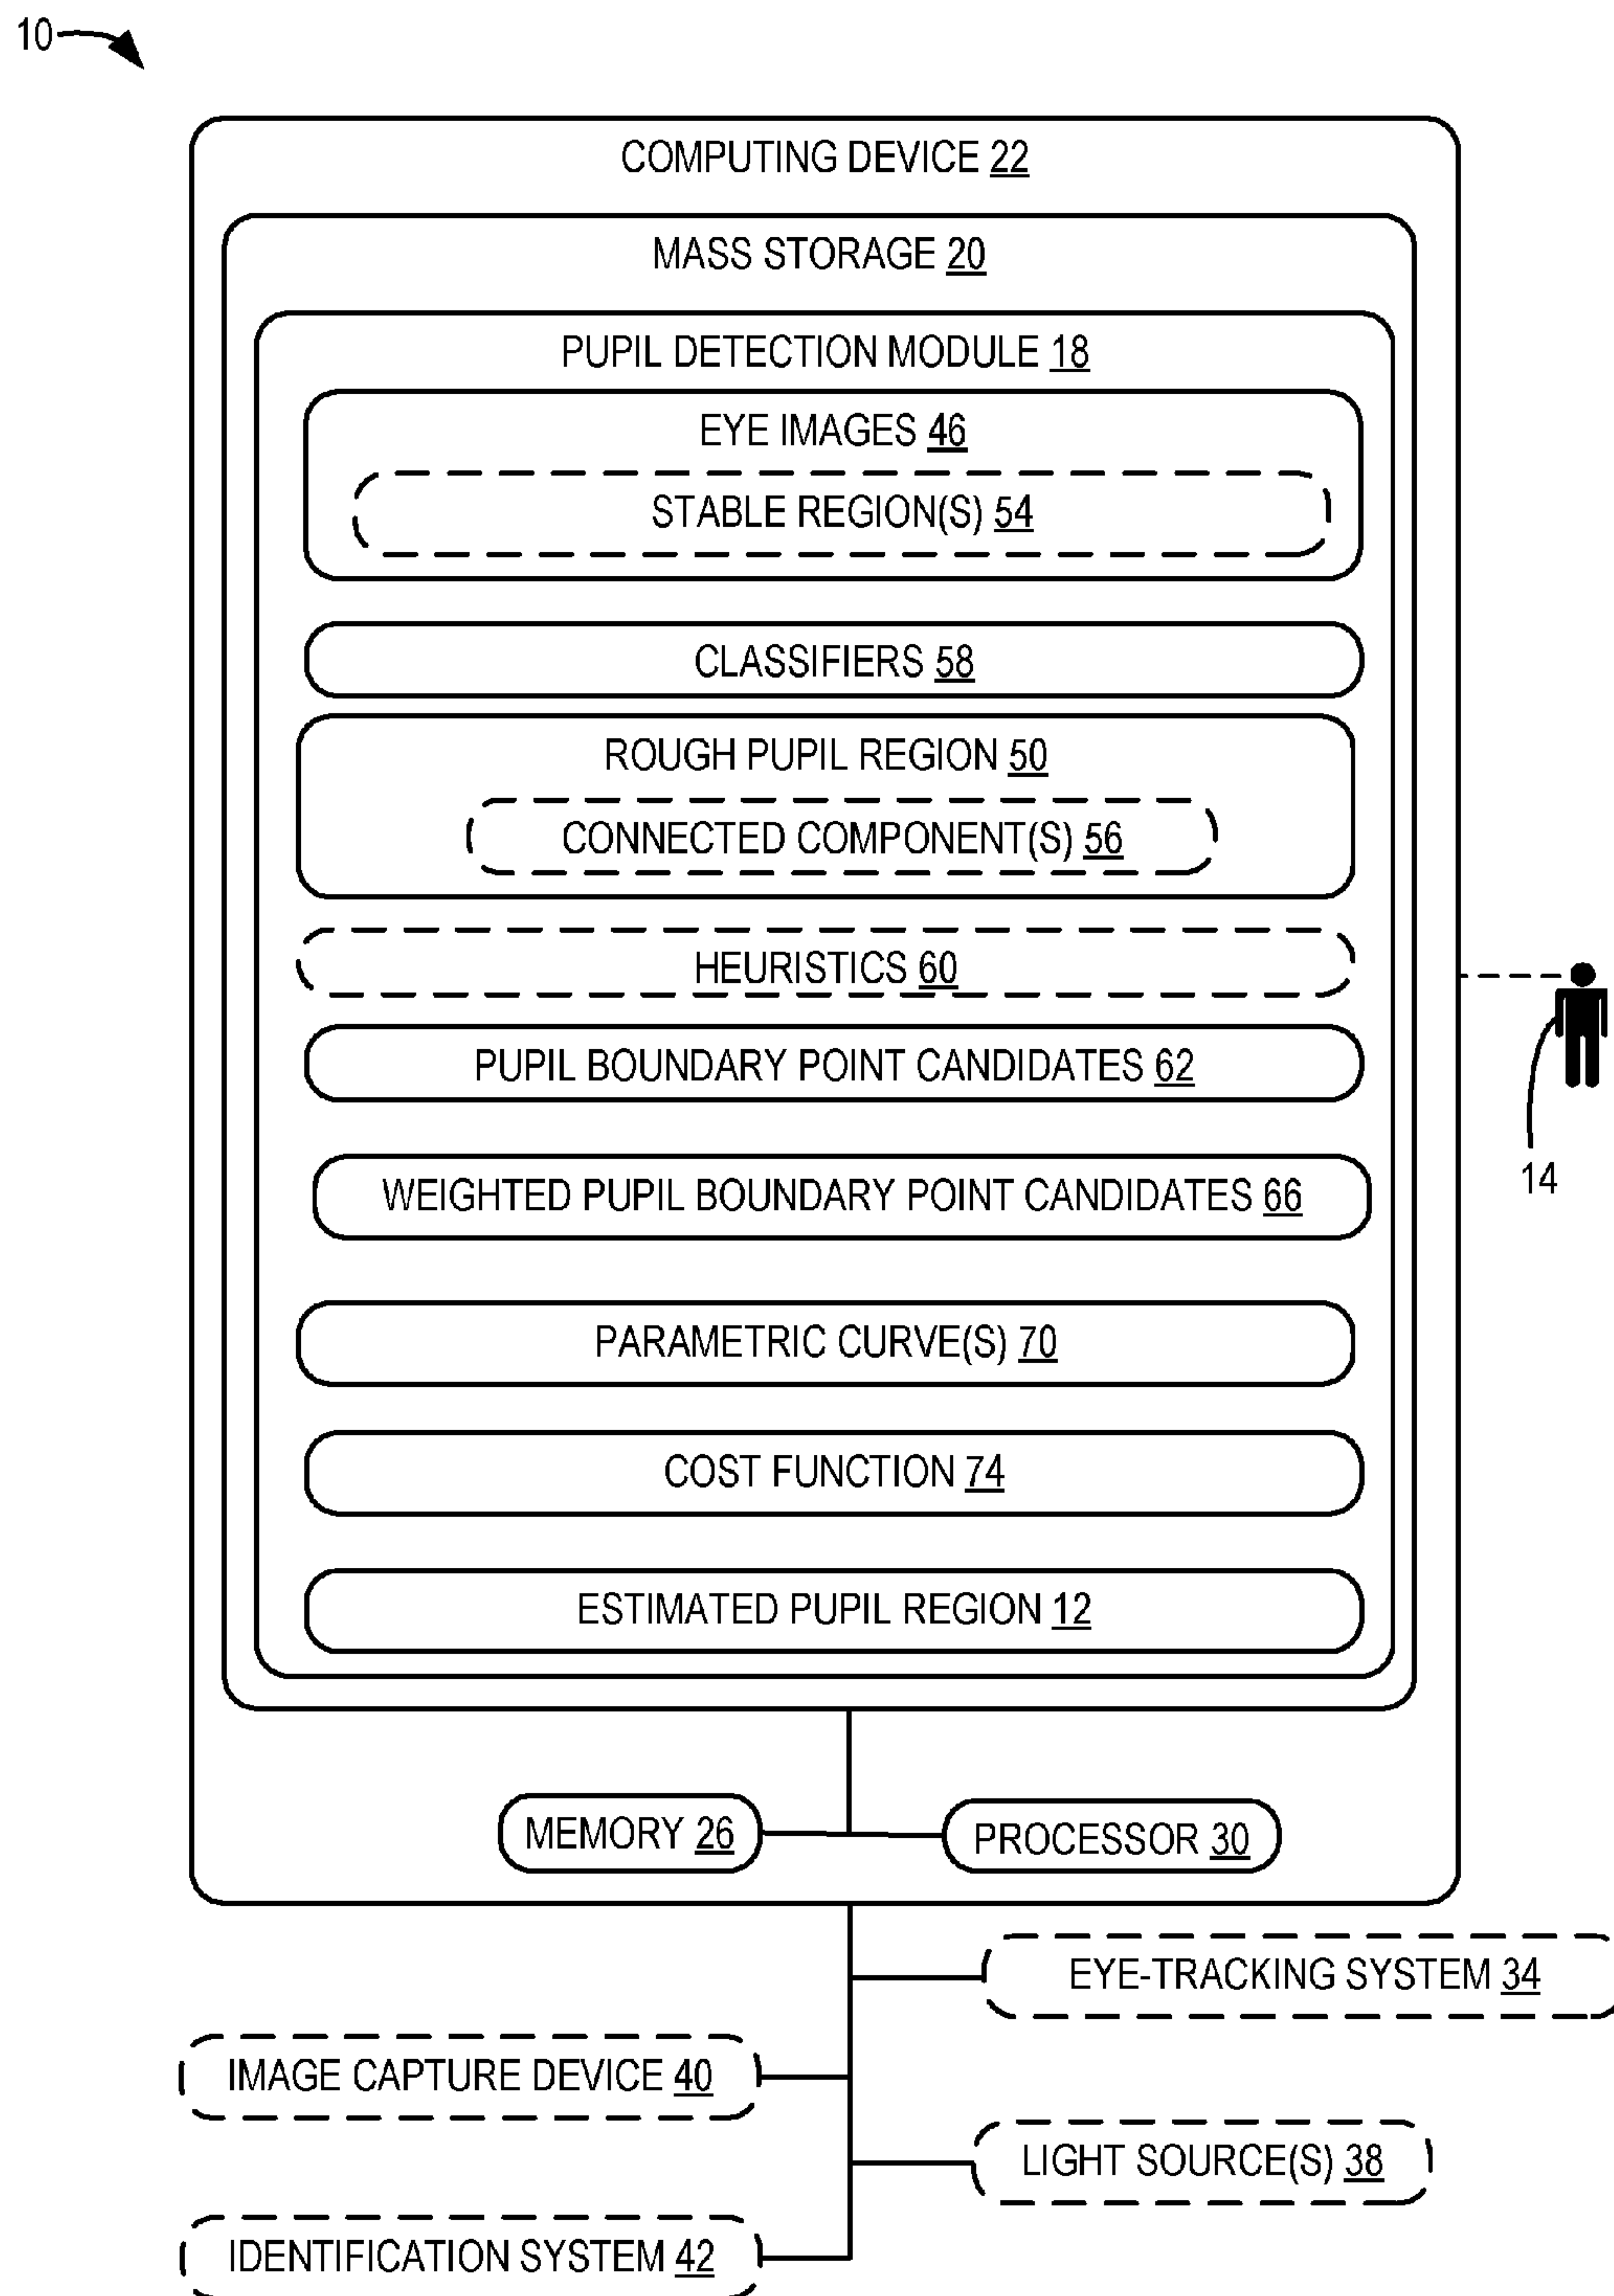 10
COMPUTING DEVICE 22
MASS STORAGE 20
PUPIL DETECTION MODULE 18
EYE IMAGES 46
STABLE REGION(S) 54
CLASSIFIERS 58
ROUGH PUPIL REGION 50
CONNECTED COMPONENT(S) 56
HEURISTICS 60
PUPIL BOUNDARY POINT CANDIDATES 62
14
WEIGHTED PUPIL BOUNDARY POINT CANDIDATES 66
PARAMETRIC CURVE(S) 70
COST FUNCTION 74
ESTIMATED PUPIL REGION 12
MEMORY 26
PROCESSOR 30
EYE-TRACKING SYSTEM 34
IMAGE CAPTURE DEVICE 40
LIGHT SOURCE(S) 38
IDENTIFICATION SYSTEM 42